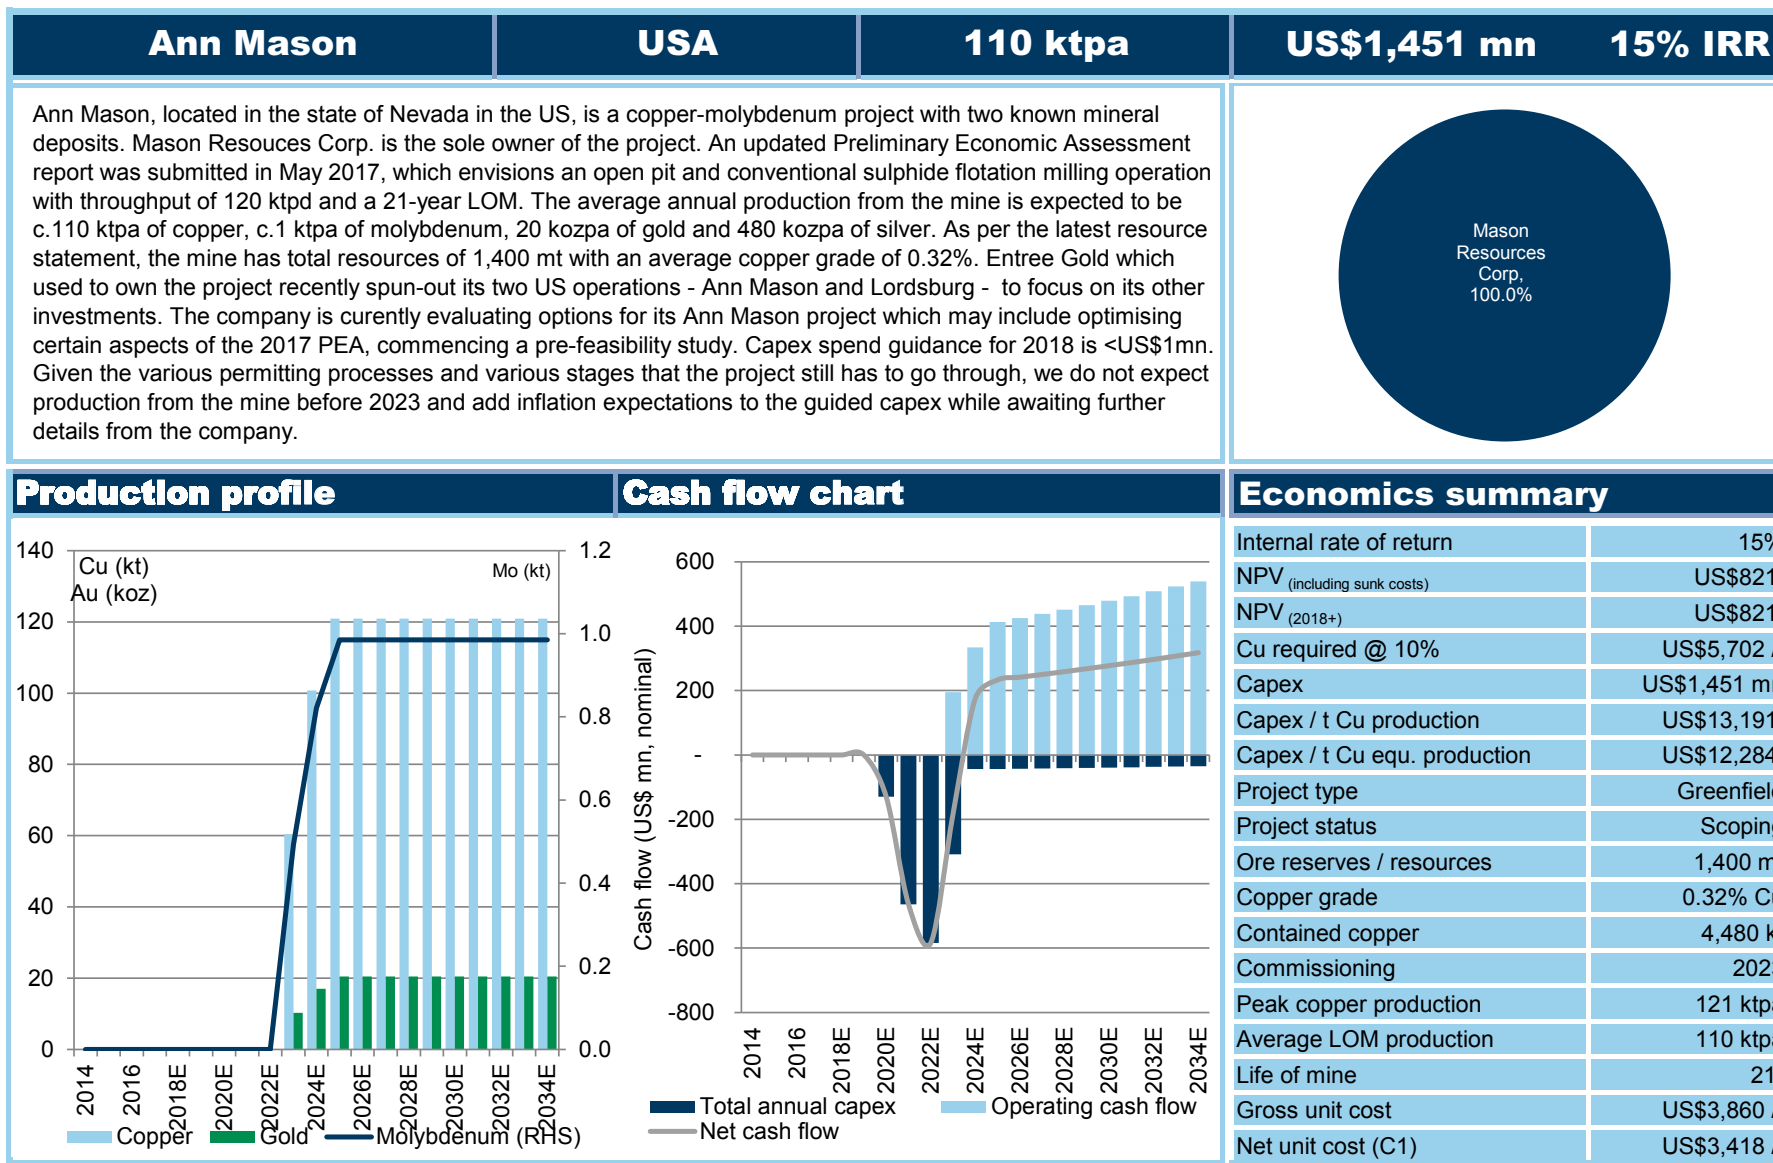 Ann Mason USA 110 ktpa US$1,451 mn 15% IRR
Ann Mason, located in the state of Nevada in the US, is a copper-molybdenum project with two known mineral
deposits. Mason Resouces Corp. is the sole owner of the project. An updated Preliminary Economic Assessment
report was submitted in May 2017, which envisions an open pit and conventional sulphide flotation milling operation
with throughput of 120 ktpd and a 21-year LOM. The average annual production from the mine is expected to be
c.110 ktpa of copper, c.1 ktpa of molybdenum, 20 kozpa of gold and 480 kozpa of silver. As per the latest resource
statement, the mine has total resources of 1,400 mt with an average copper grade of 0.32%. Entree Gold which
used to own the project recently spun-out its two US operations - Ann Mason and Lordsburg -  to focus on its other
investments. The company is curently evaluating options for its Ann Mason project which may include optimising
certain aspects of the 2017 PEA, commencing a pre-feasibility study. Capex spend guidance for 2018 is <US$1mn.
Given the various permitting processes and various stages that the project still has to go through, we do not expect
production from the mine before 2023 and add inflation expectations to the guided capex while awaiting further
details from the company.
Mason
Resources
Corp,
100.0%
Production profile
140
120
100
80
60
40
20
0
Cu (kt)
Au (koz)
Mo (kt)
1.2
1.0
0.8
0.6
0.4
0.2
0.0
2014 2016 2018E 2020E 2022E 2024E 2026E 2028E 2030E 2032E 2034E
Copper Gold Molybdenum (RHS)
Cash flow chart
Cash flow (US$ mn, nominal)
600
400
200
-
-200
-400
-600
-800
2014 2016 2018E 2020E 2022E 2024E 2026E 2028E 2030E 2032E 2034E
Total annual capex Operating cash flow
Net cash flow
Economics summary
Internal rate of return 15%
NPV (including sunk costs) US$821
NPV (2018+) US$821
Cu required @ 10% US$5,702 /
Capex US$1,451 m
Capex / t Cu production US$13,191
Capex / t Cu equ. production US$12,284
Project type Greenfiel
Project status Scopin
Ore reserves / resources 1,400 m
Copper grade 0.32% C
Contained copper 4,480 k
Commissioning 202
Peak copper production 121 ktp
Average LOM production 110 ktp
Life of mine 21
Gross unit cost US$3,860 /
Net unit cost (C1) US$3,418 /